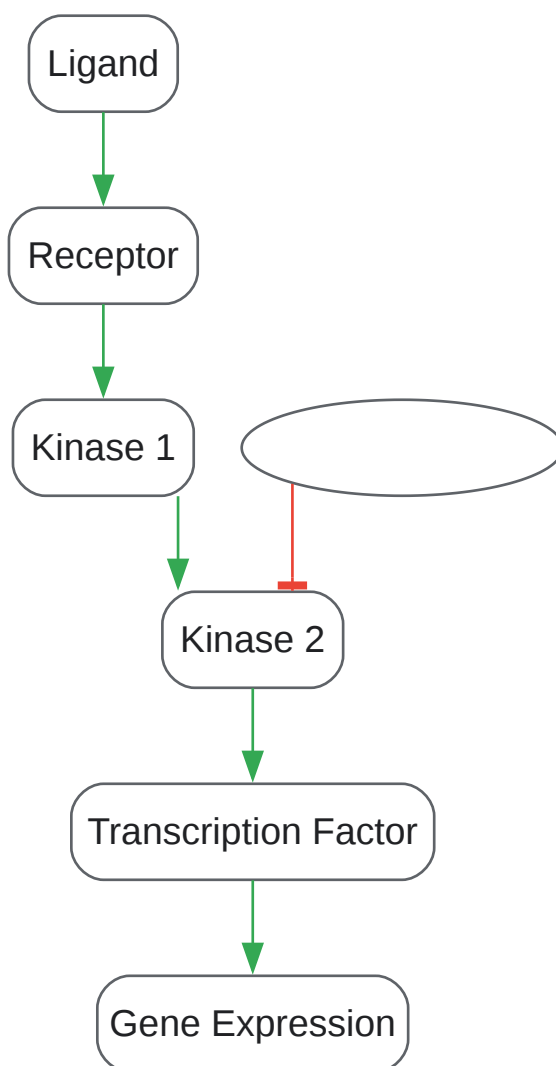 Ligand
Receptor
Kinase 1
Kinase 2
Transcription Factor
Gene Expression